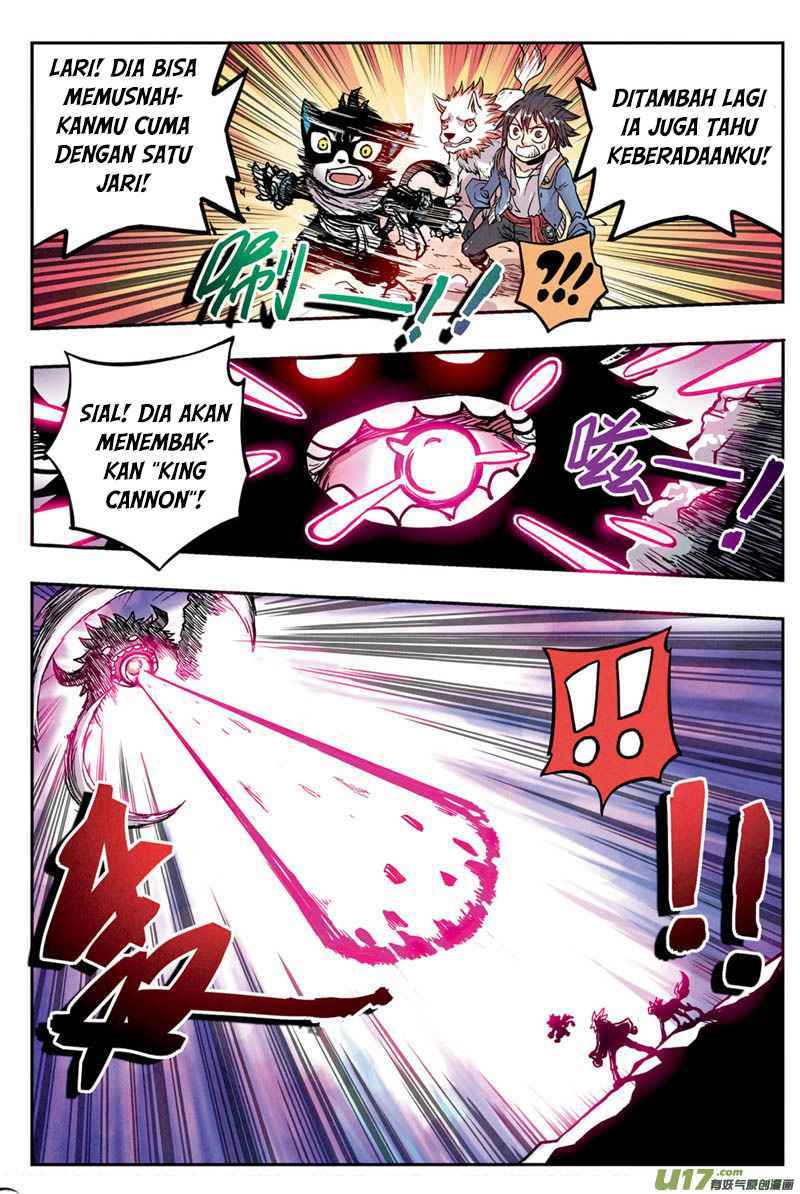 LARI! DIA BISA
MEMUSNAH-
KANMU CUMA
DENGAN SATU
JARI!
DITAMBAH LAGI
IA JUGA TAHU
KEBERADAANKU!
?!!!
!!
SIAL! DIA AKAN
MENEMBAK-
KAN "KING
CANNON"!
!
!!
!!
U17.COM
有妖气原创漫画